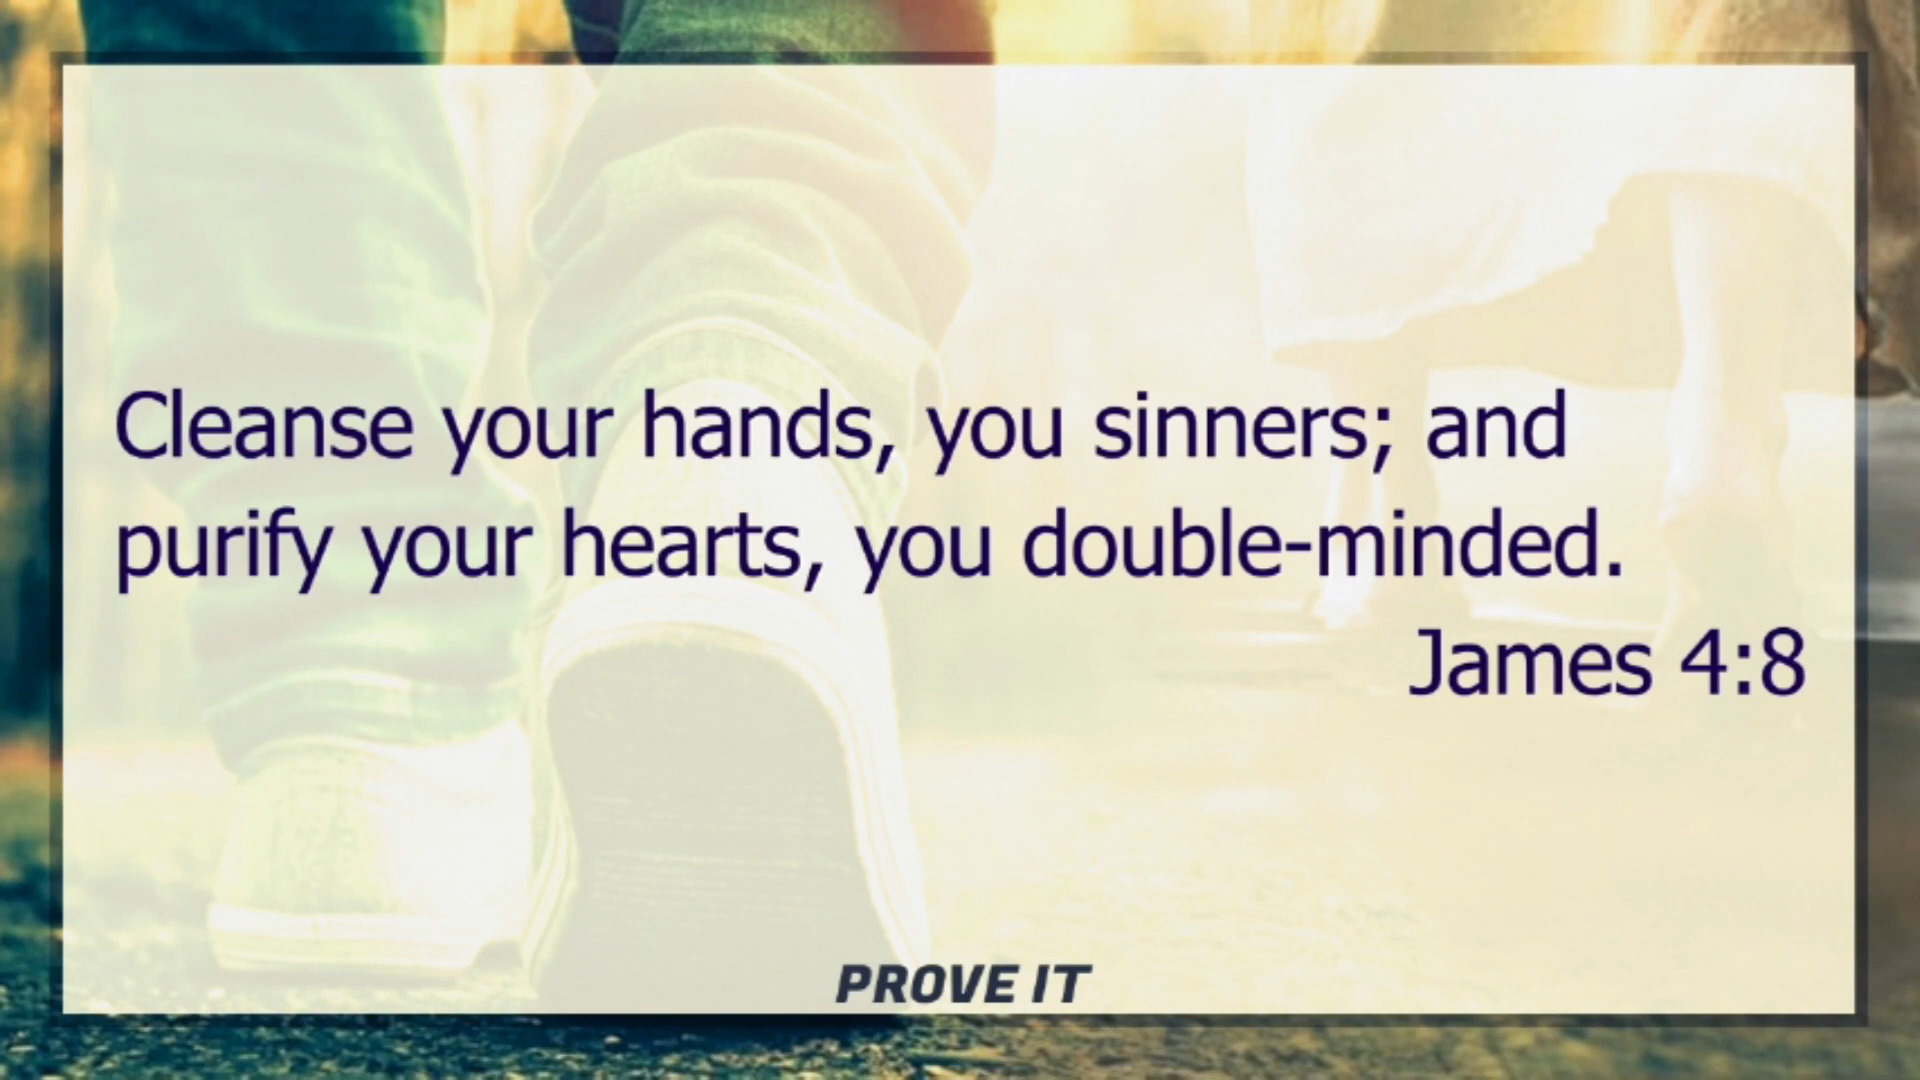 Cleanse your hands, you sinners; and
purify your hearts, you double-minded.
James 4:8
PROVE IT